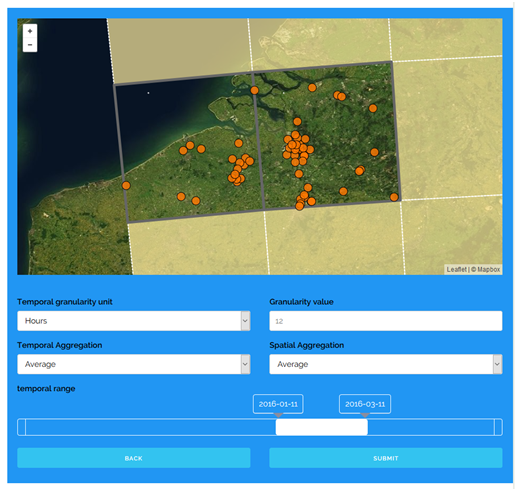 +
−
Leaflet | © Mapbox
Temporal granularity unit
Granularity value
Hours
12
Temporal Aggregation
Spatial Aggregation
Average
Average
temporal range
2016-01-11
2016-03-11
BACK
SUBMIT